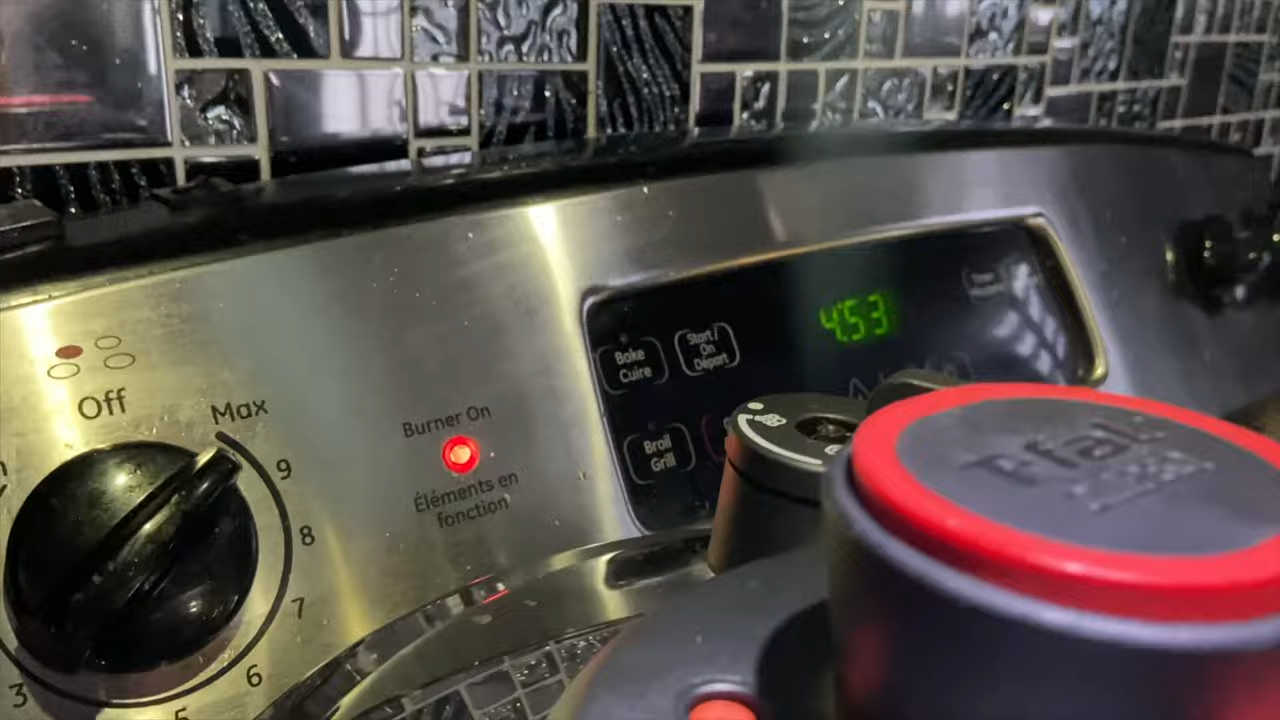 Off
Max
9
8
7
6
5
3
Burner On
Éléments en
fonction
Bake
Cuire
Start/
On
Départ
Broil
Grill
4:53
T-fal